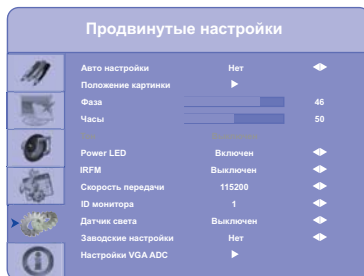 Продвинутые настройки
Авто настройки Нет
Положение картинки
Фаза 46
Часы 50
Power LED Включен
IRFM Выключен
Скорость передачи 115200
ID монитора 1
Датчик света Выключен
Заводские настройки Нет
Настройки VGA ADC